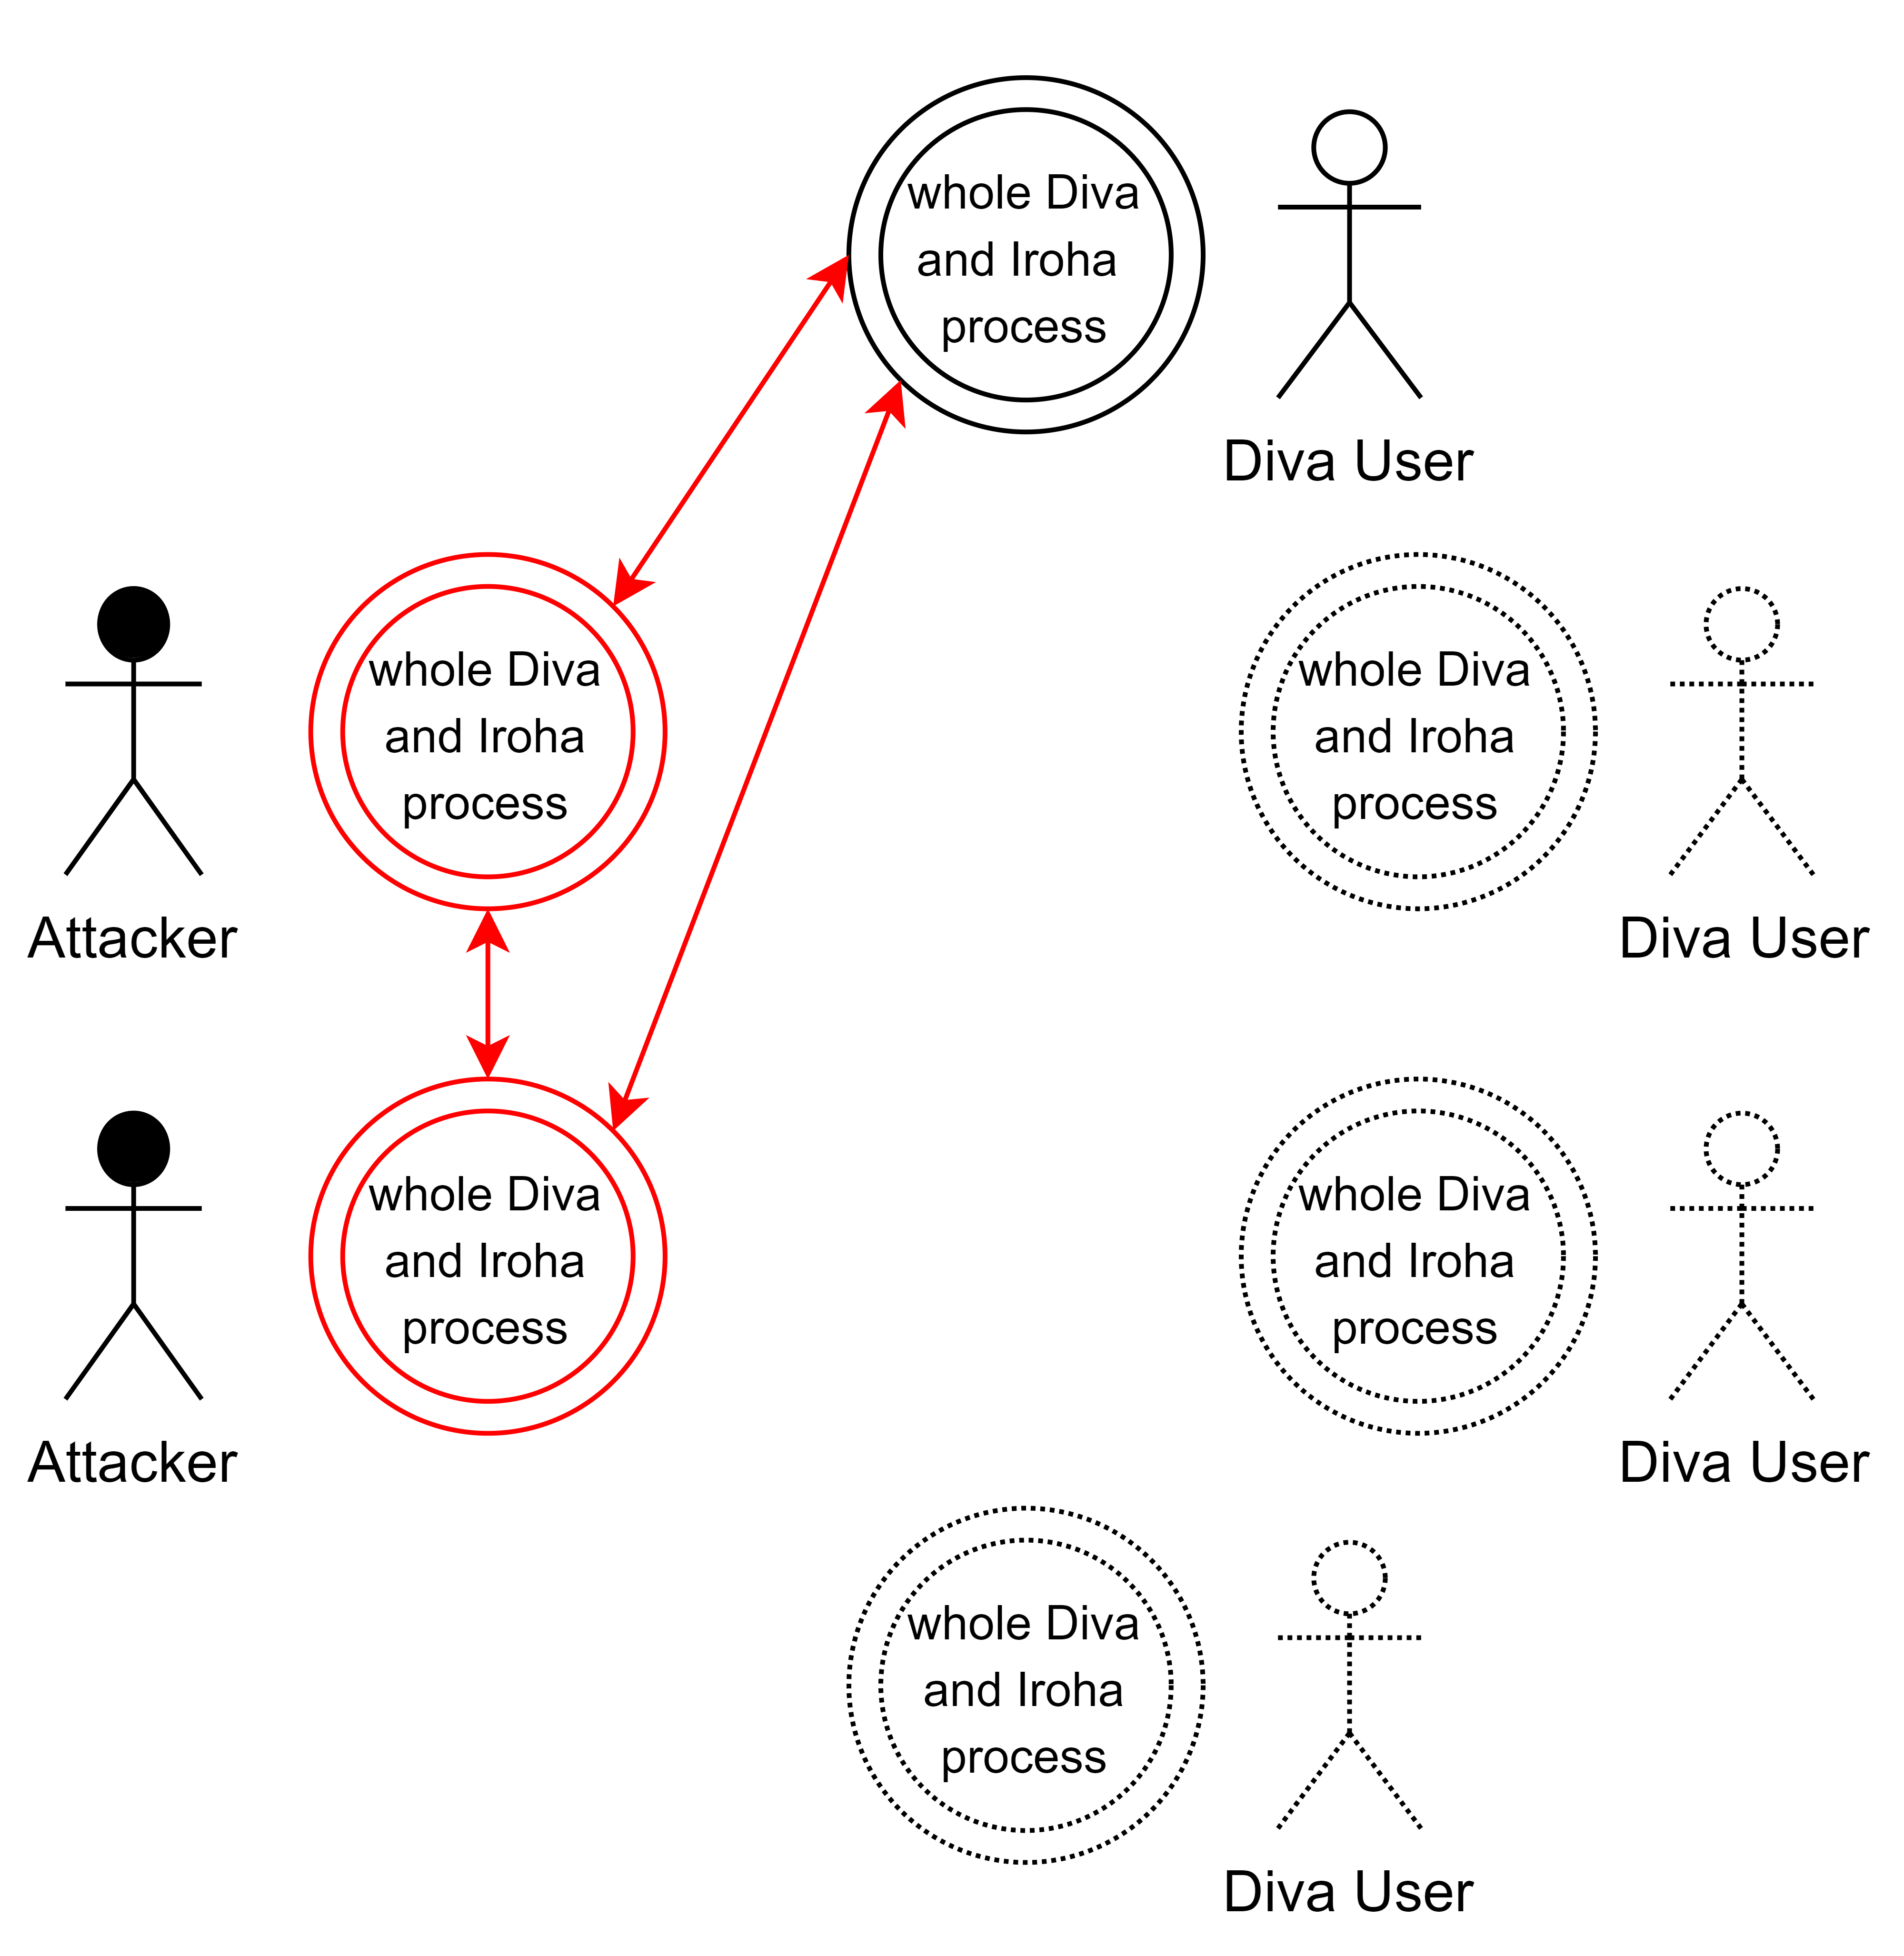 whole Diva
and Iroha
process
Diva User
whole Diva
and Iroha
process
Attacker
whole Diva
and Iroha
process
Diva User
whole Diva
and Iroha
process
Attacker
whole Diva
and Iroha
process
Diva User
whole Diva
and Iroha
process
Diva User